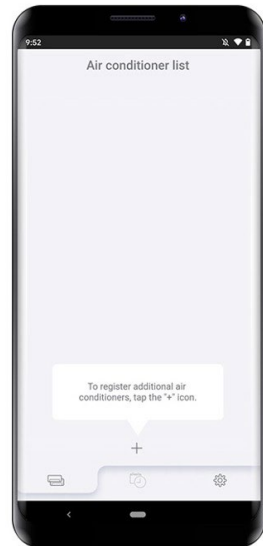 9:52
Air conditioner list
To register additional air
conditioners, tap the "+" icon.
+